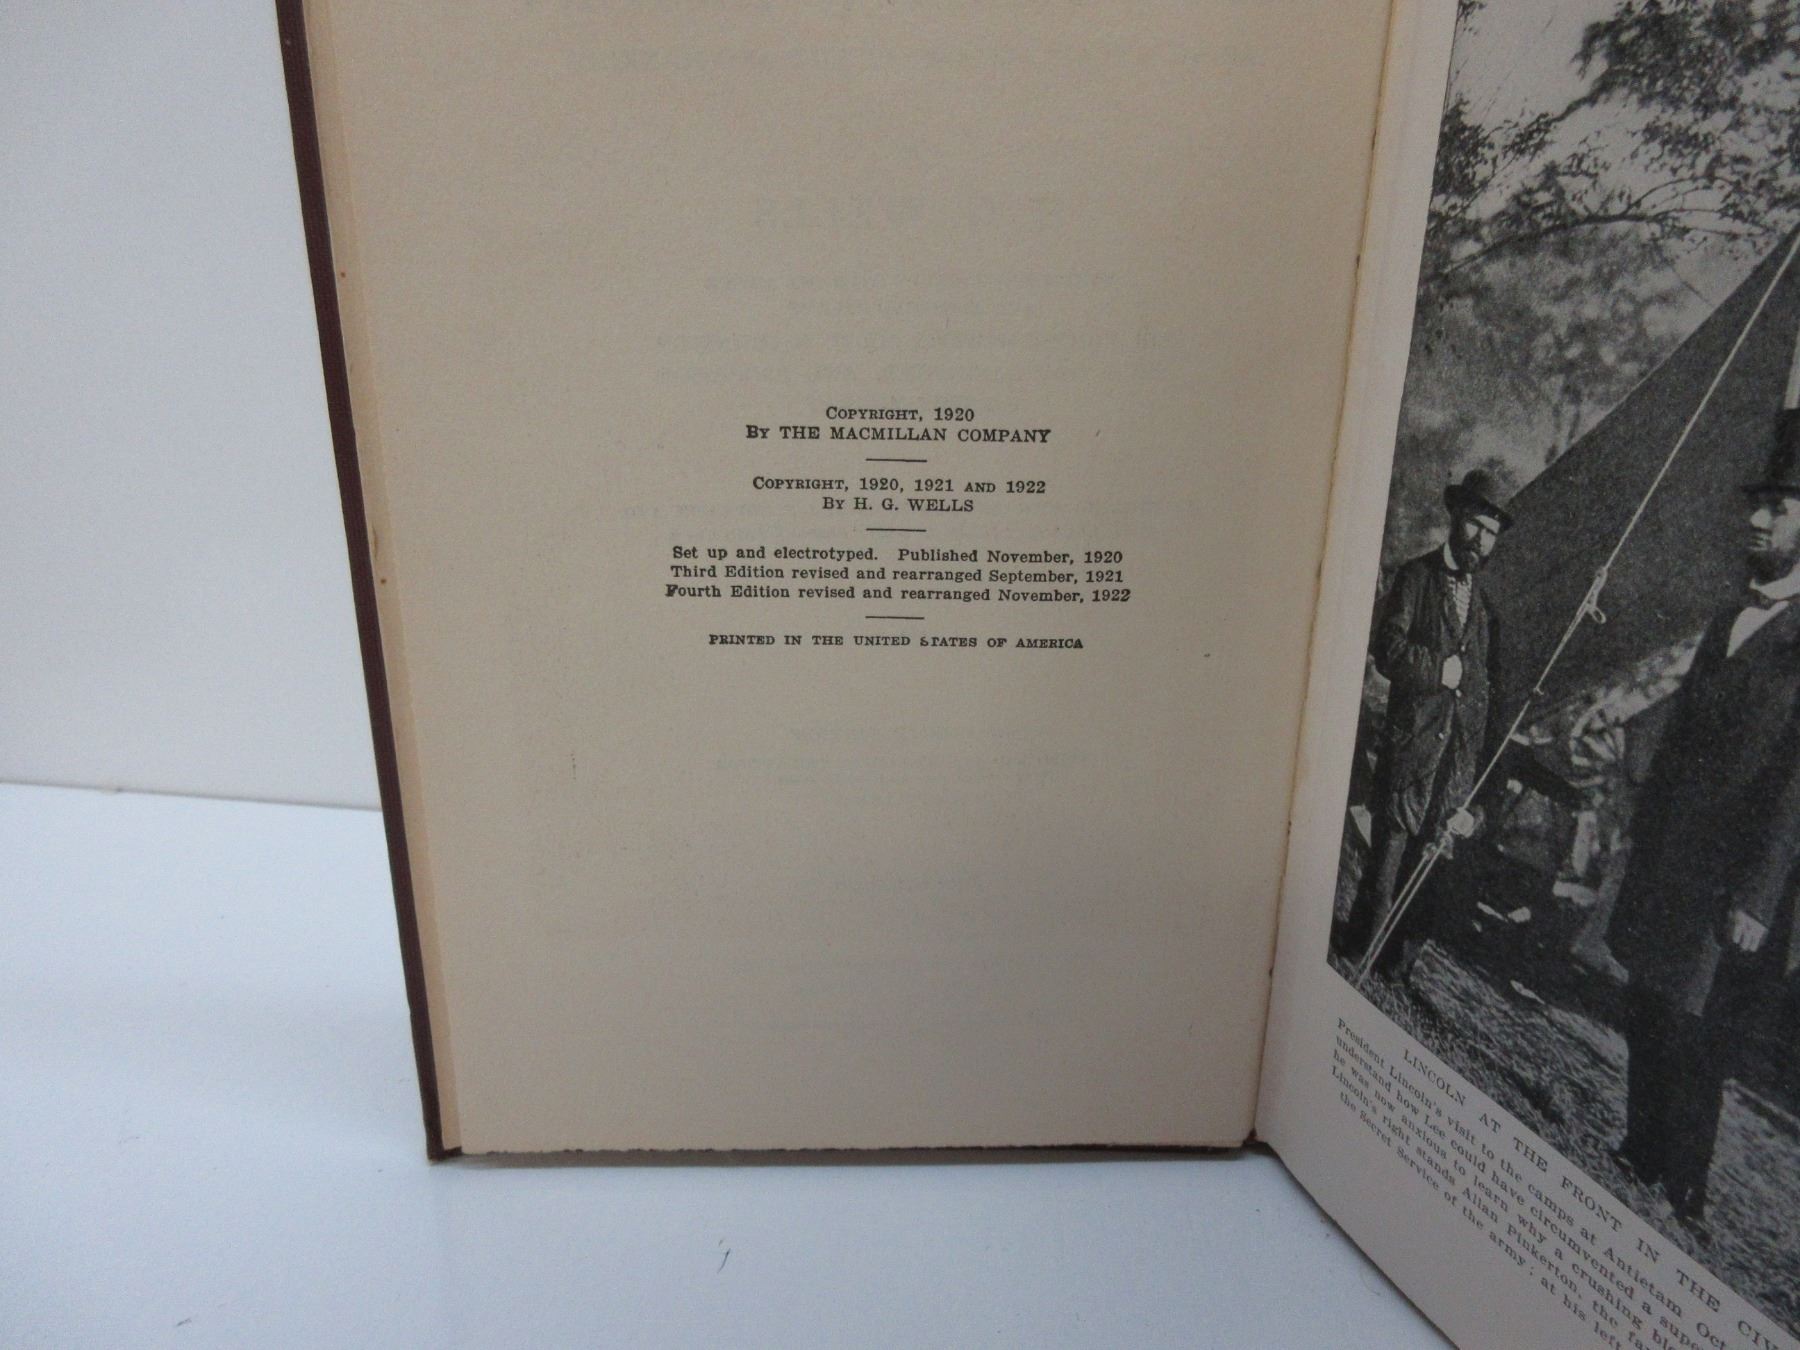 COPYRIGHT, 1920
BY THE MACMILLAN COMPANY
COPYRIGHT, 1920, 1921 AND 1922
BY H. G. WELLS
Set up and electrotyped. Published November, 1920
Third Edition revised and rearranged September, 1921
Fourth Edition revised and rearranged November, 1922
PRINTED IN THE UNITED STATES OF AMERICA
LINCOLN AT THE FRONT IN THE
President Lincoln's visit to the camps at Antietam Oct
understand how Lee could have circumvented a
he was now anxious to learn why a crushing
Lincoln's right stands Allan Pinkerton, the
the Secret Service of the army; at his left